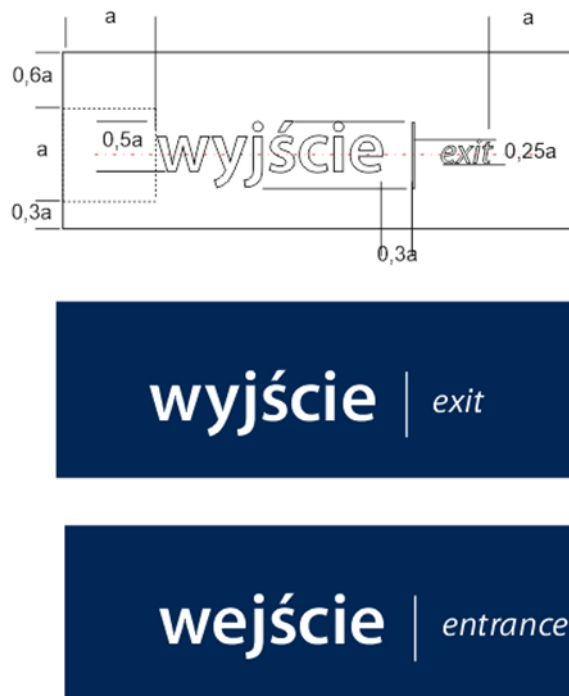 a a
0,6a
a 0,5a wyjście exit 0,25a
0,3a
0,3a
wyjście | exit
wejście | entrance